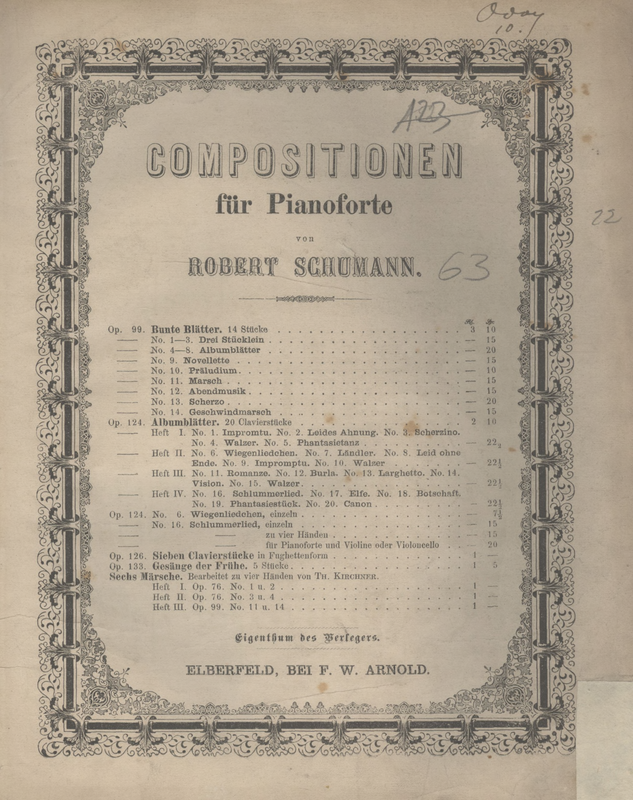 10.
COMPOSITIONEN
für Pianoforte
von
ROBERT SCHUMANN. 63
22
Op. 99. Bunte Blätter. 14 Stücke 3 10
No. 1—3. Drei Stücklein — 15
No. 4—8. Albumblätter — 20
No. 9. Novellette — 15
No. 10. Präludium — 10
No. 11. Marsch — 15
No. 12. Abendmusik — 15
No. 13. Scherzo — 20
No. 14. Geschwindmarsch — 15
Op. 124. Albumblätter. 20 Clavierstücke 2 10
Heft I. No. 1. Impromtu. No. 2. Leides Ahnung. No. 3. Scherzino.
No. 4. Walzer. No. 5. Phantasietanz — 22½
Heft II. No. 6. Wiegenliedchen. No. 7. Ländler. No. 8. Leid ohne
Ende. No. 9. Impromptu. No. 10. Walzer — 22½
Heft III. No. 11. Romanze. No. 12. Burla. No. 13. Larghetto. No. 14.
Vision. No. 15. Walzer — 22½
Heft IV. No. 16. Schlummerlied. No. 17. Elfe. No. 18. Botschaft.
No. 19. Phantasiestück. No. 20. Canon — 22½
Op. 124. No. 6. Wiegenliedchen, einzeln — 7½
No. 16. Schlummerlied, einzeln — 15
— — zu vier Händen — 15
— — für Pianoforte und Violine oder Violoncello — 20
Op. 126. Sieben Clavierstücke in Fughettenform 1 —
Op. 133. Gesänge der Frühe. 5 Stücke 1 5
Sechs Märsche. Bearbeitet zu vier Händen von TH. KIRCHNER.
Heft I. Op. 76. No. 1 u. 2 1 —
Heft II. Op. 76. No. 3 u. 4 1 —
Heft III. Op. 99. No. 11 u. 14 1 —
Eigenthum des Verlegers.
ELBERFELD, BEI F. W. ARNOLD.